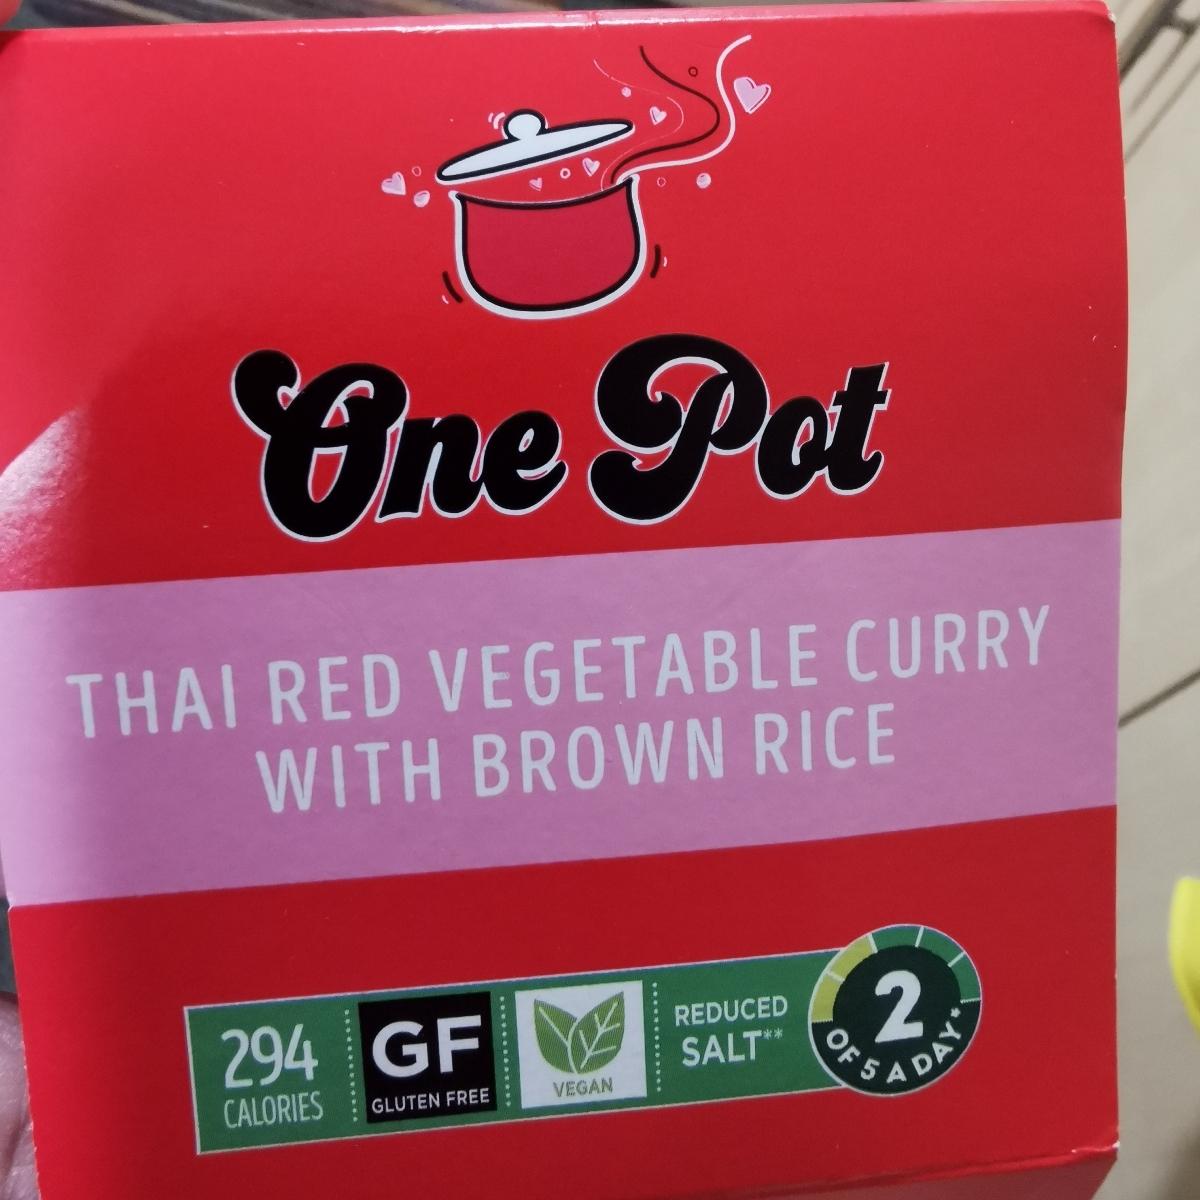 One Pot
THAI RED VEGETABLE CURRY
WITH BROWN RICE
294
CALORIES
GF
GLUTEN FREE
VEGAN
REDUCED
SALT**
2
OF 5 A DAY*